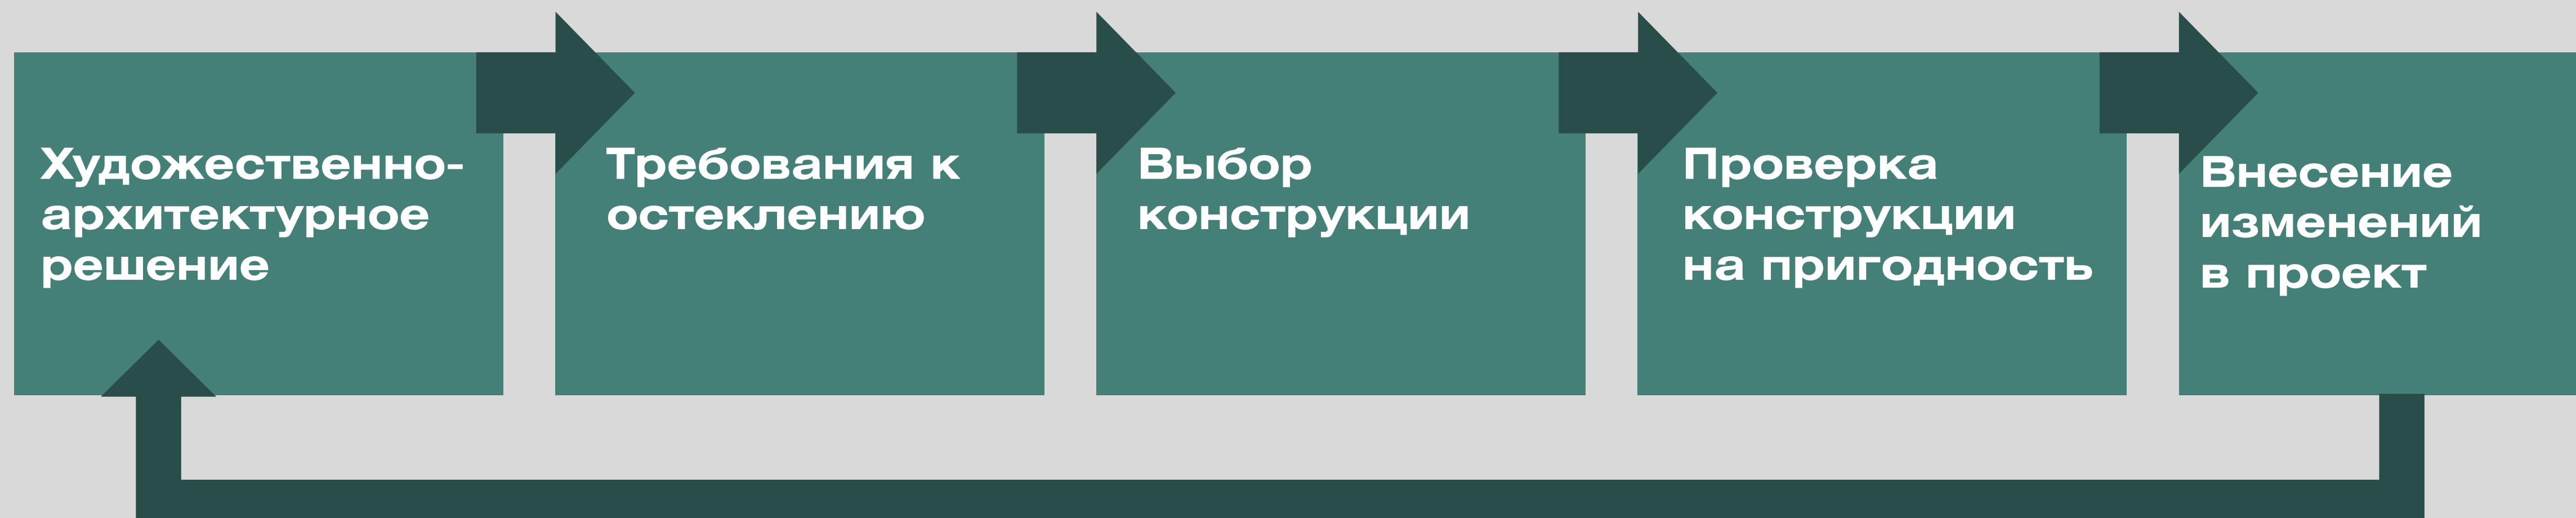 Художественно-
архитектурное
решение
Требования к
остеклению
Выбор
конструкции
Проверка
конструкции
на пригодность
Внесение
изменений
в проект